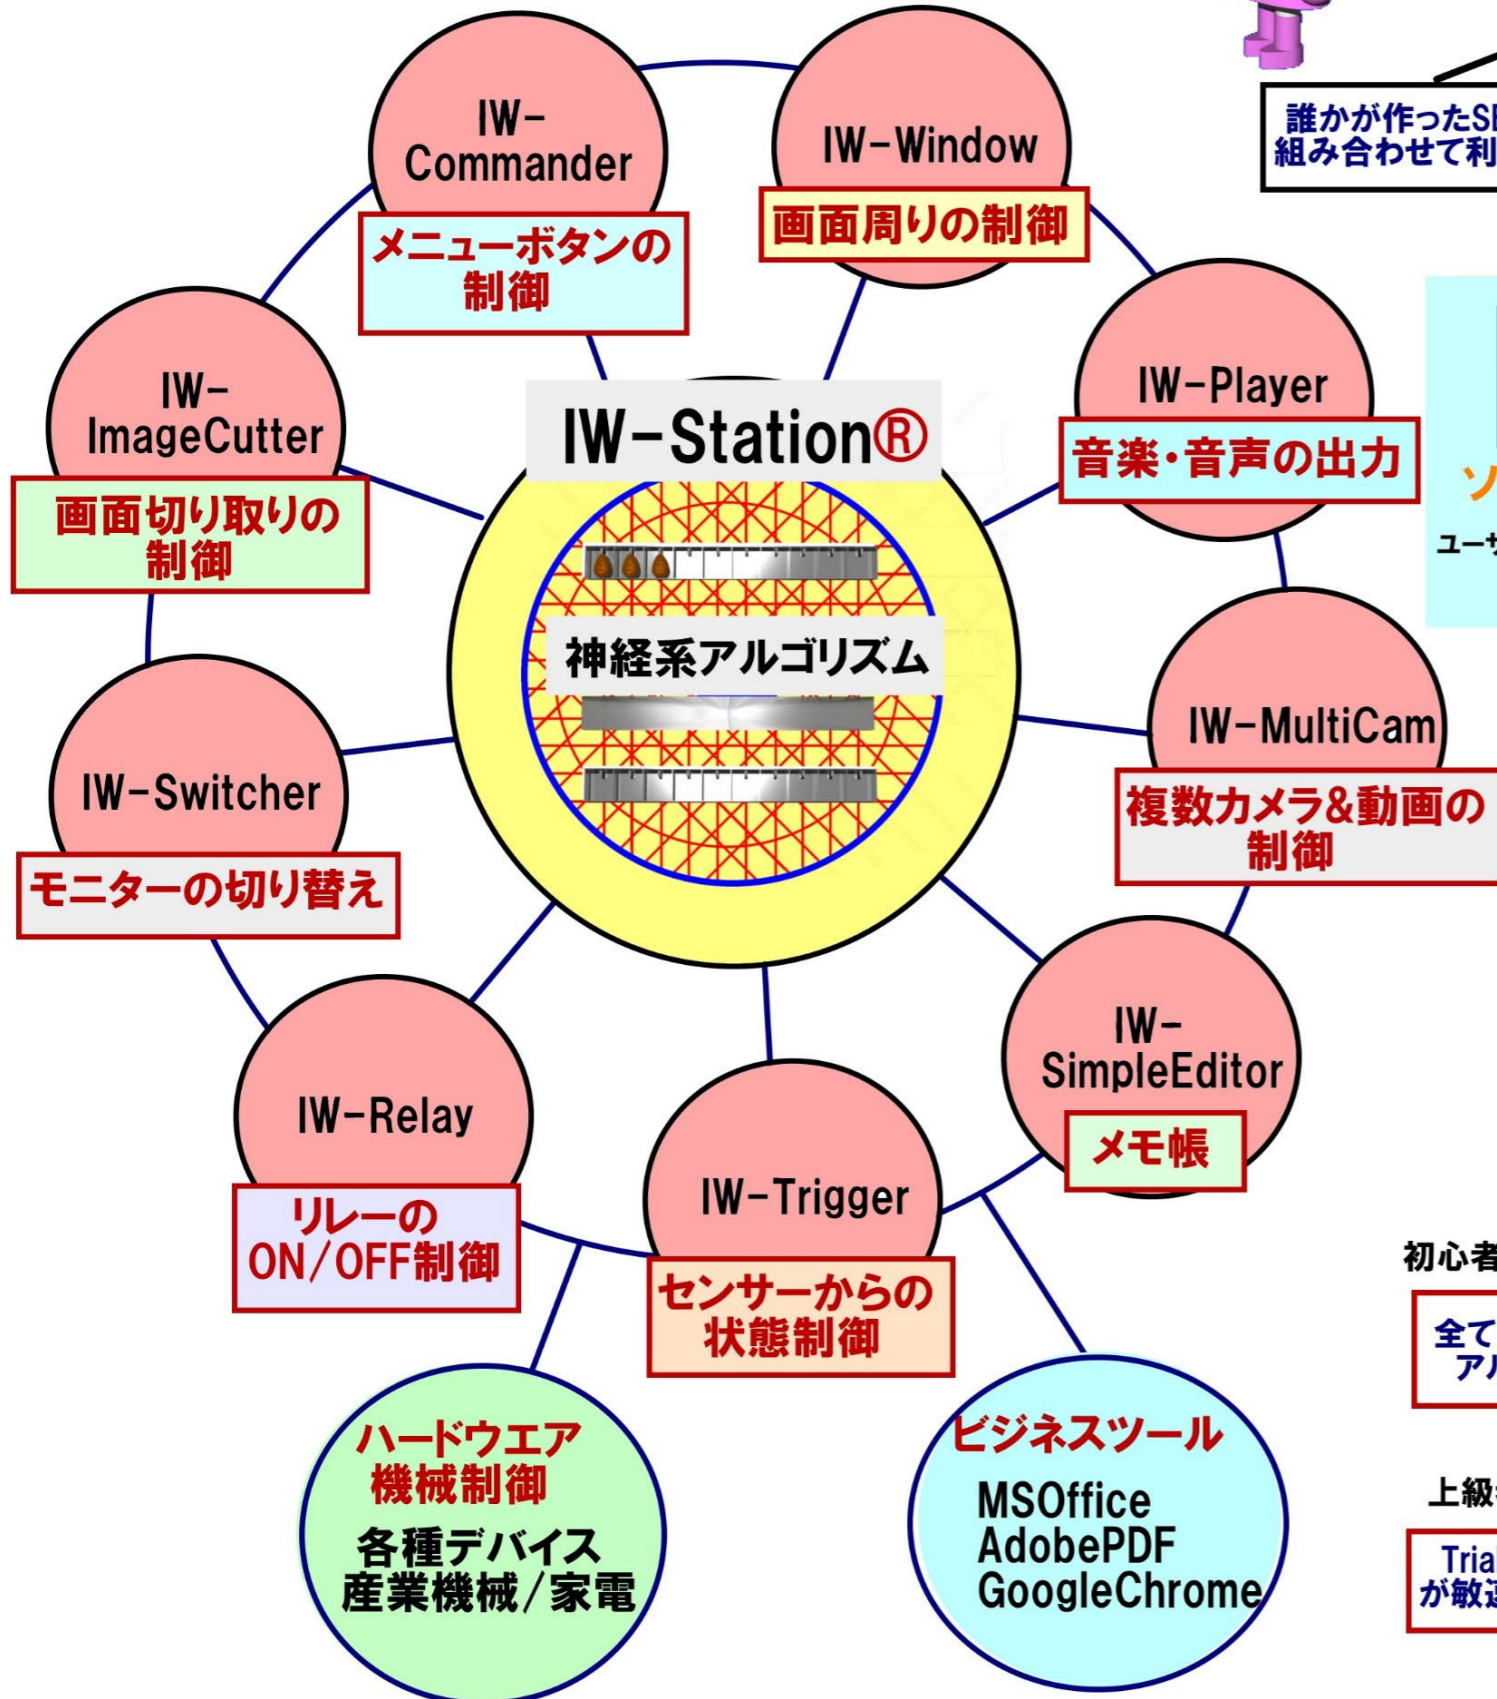 IW-
Commander
メニューボタンの
制御
IW-Window
画面周りの制御
誰かが作ったSE
組み合わせて利
IW-
ImageCutter
画面切り取りの
制御
IW-Station®
IW-Player
音楽・音声の出力
ソ
ユーザ
神経系アルゴリズム
IW-Switcher
モニターの切り替え
IW-MultiCam
複数カメラ&動画の
制御
IW-Relay
リレーの
ON/OFF制御
IW-Trigger
センサーからの
状態制御
IW-
SimpleEditor
メモ帳
初心者
全て
アル
ハードウエア
機械制御
各種デバイス
産業機械/家電
ビジネスツール
MSOffice
AdobePDF
GoogleChrome
上級
Trial
が敏速